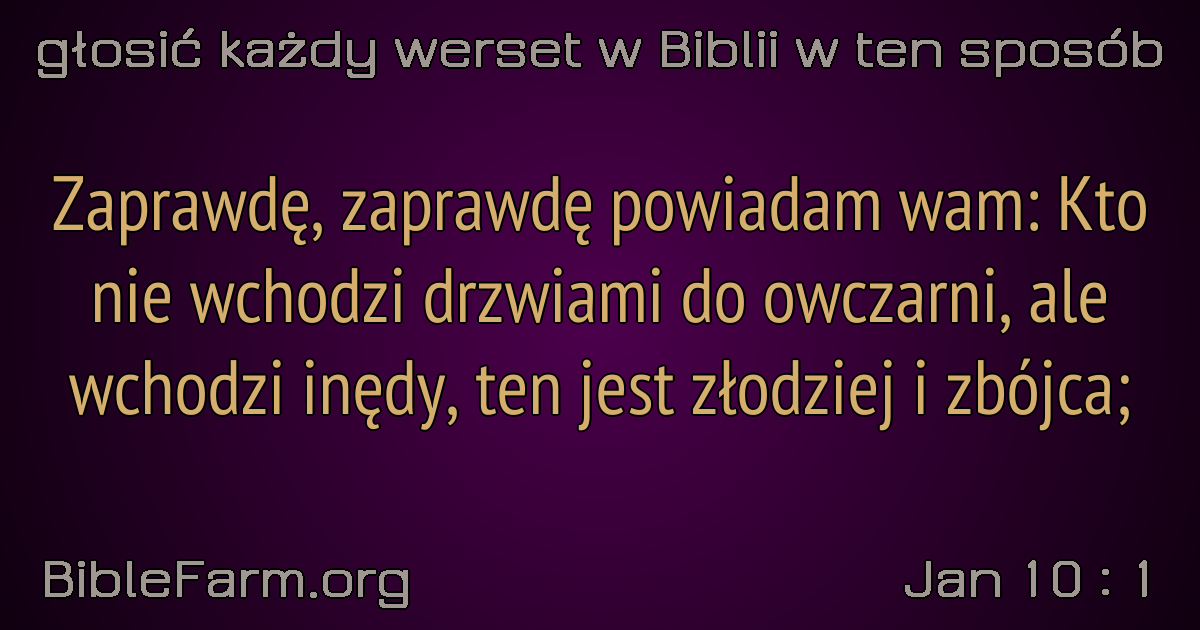 głosić każdy werset w Biblii w ten sposób
Zaprawdę, zaprawdę powiadam wam: Kto
nie wchodzi drzwiami do owczarni, ale
wchodzi inędy, ten jest złodziej i zbójca;
BibleFarm.org
Jan 10 : 1